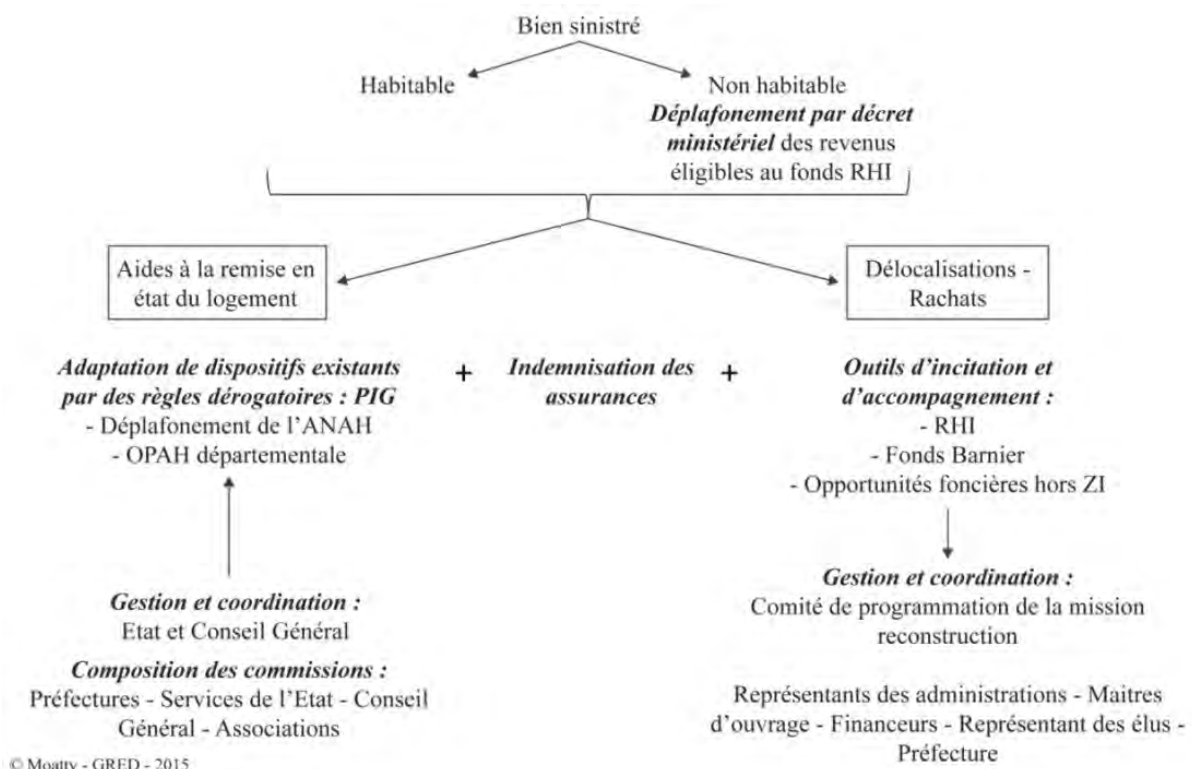 Bien sinistré
Habitable
Non habitable
Déplafonement par décret
ministériel des revenus
éligibles au fonds RHI
Aides à la remise en
état du logement
Délocalisations -
Rachats
Adaptation de dispositifs existants
par des règles dérogatoires : PIG
- Déplafonement de l'ANAH
- OPAH départementale
+
Indemnisation des
assurances
+
Outils d'incitation et
d'accompagnement :
- RHI
- Fonds Barnier
- Opportunités foncières hors ZI
Gestion et coordination :
Etat et Conseil Général
Composition des commissions :
Préfectures - Services de l'Etat - Conseil
Général - Associations
Gestion et coordination :
Comité de programmation de la mission
reconstruction
Représentants des administrations - Maitres
d'ouvrage - Financeurs - Représentant des élus -
Préfecture
© Moatty - GRED - 2015